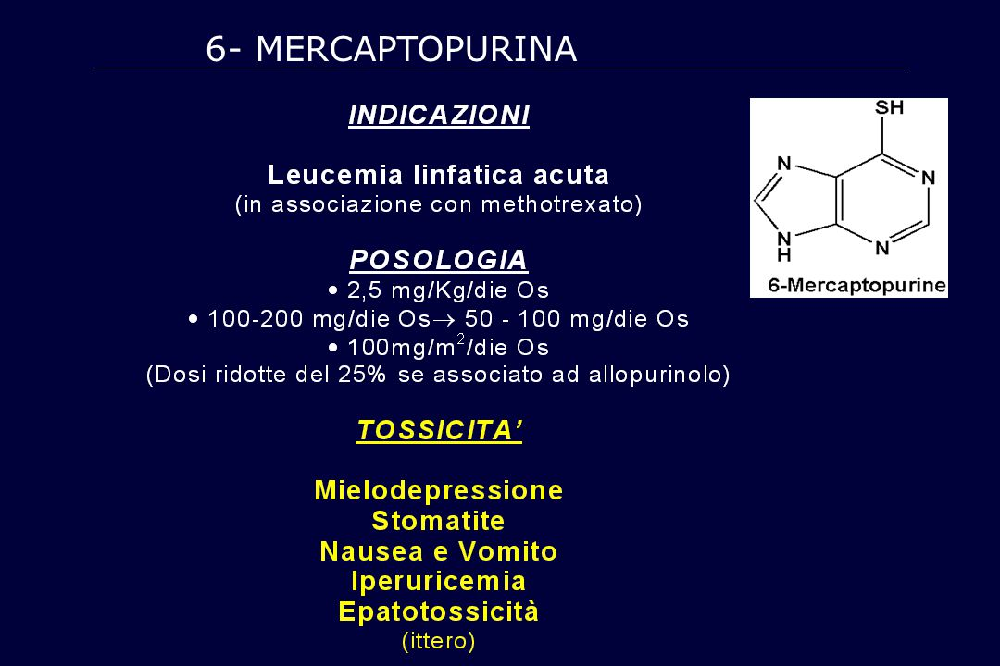 6- MERCAPTOPURINA
INDICAZIONI
Leucemia linfatica acuta
(in associazione con methotrexato)
POSOLOGIA
• 2,5 mg/Kg/die Os
• 100-200 mg/die Os→ 50 - 100 mg/die Os
• 100mg/m²/die Os
(Dosi ridotte del 25% se associato ad allopurinolo)
TOSSICITA’
Mielodepressione
Stomatite
Nausea e Vomito
Iperuricemia
Epatotossicità
(ittero)
SH
N
N
N
H
N
6-Mercaptopurine